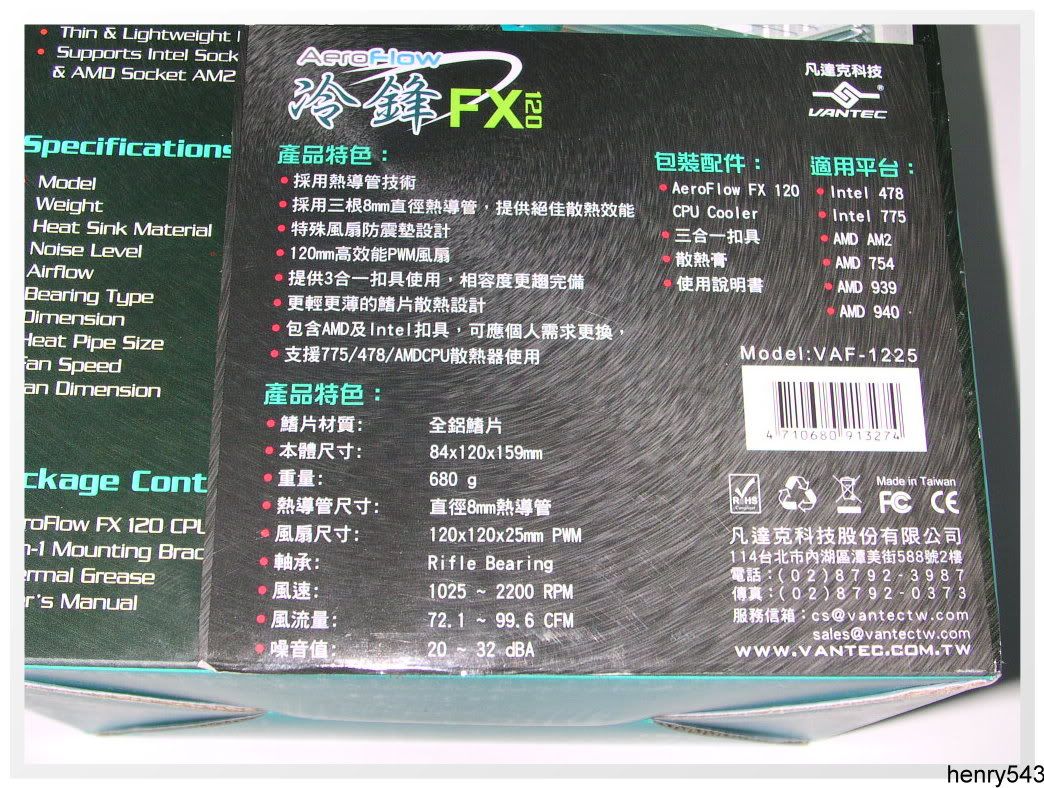 Thin & Lightweight
Supports Intel Sock
& AMD Socket AM2
Specifications
Model
Weight
Heat Sink Material
Noise Level
Airflow
Bearing Type
Dimension
Heat Pipe Size
Fan Speed
Fan Dimension
ckage Cont
roFlow FX 120 CPU
n-1 Mounting Brac
ermal Grease
er's Manual
AeroFlow
冷鋒 FX 120
產品特色：
採用熱導管技術
採用三根8mm直徑熱導管，提供絕佳散熱效能
特殊風扇防震墊設計
120mm高效能PWM風扇
提供3合一扣具使用，相容度更趨完備
更輕更薄的鰭片散熱設計
包含AMD及Intel扣具，可應個人需求更換，
支援775/478/AMDCPU散熱器使用
產品特色：
鰭片材質: 全鋁鰭片
本體尺寸: 84x120x159mm
重量: 680 g
熱導管尺寸: 直徑8mm熱導管
風扇尺寸: 120x120x25mm PWM
軸承: Rifle Bearing
風速: 1025 ~ 2200 RPM
風流量: 72.1 ~ 99.6 CFM
噪音值: 20 ~ 32 dBA
包裝配件：
AeroFlow FX 120
CPU Cooler
三合一扣具
散熱膏
使用說明書
凡達克科技
VANTEC
適用平台：
Intel 478
Intel 775
AMD AM2
AMD 754
AMD 939
AMD 940
Model:VAF-1225
4 710680 913274
RoHS
Compliant
Made in Taiwan
FC CE
凡達克科技股份有限公司
114台北市內湖區潭美街588號2樓
電話：(02)8792-3987
傳真：(02)8792-0373
服務信箱：cs@vantectw.com
sales@vantectw.com
WWW.VANTEC.COM.TW
henry543